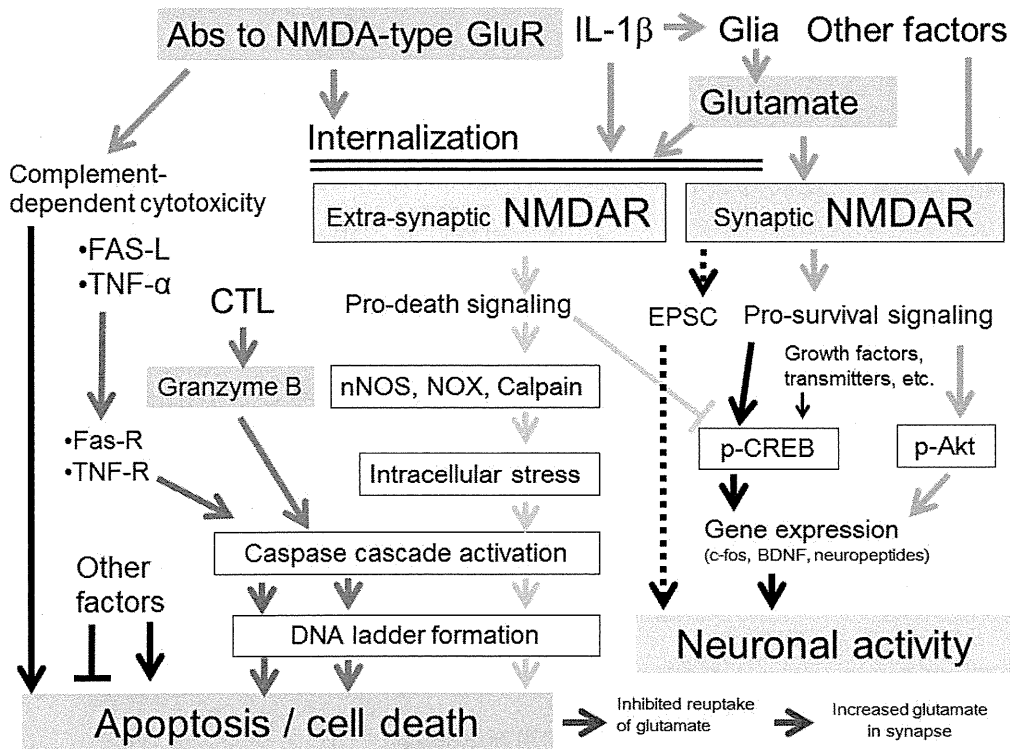 Abs to NMDA-type GluR
IL-1β
Glia
Other factors
Glutamate
Internalization
Complement-
dependent cytotoxicity
•FAS-L
•TNF-α
CTL
Granzyme B
•Fas-R
•TNF-R
Extra-synaptic NMDAR
Synaptic NMDAR
Pro-death signaling
EPSC
Pro-survival signaling
Growth factors,
transmitters, etc.
nNOS, NOX, Calpain
p-CREB
p-Akt
Intracellular stress
Gene expression
(c-fos, BDNF, neuropeptides)
Caspase cascade activation
Other
factors
DNA ladder formation
Neuronal activity
Apoptosis / cell death
Inhibited reuptake
of glutamate
Increased glutamate
in synapse